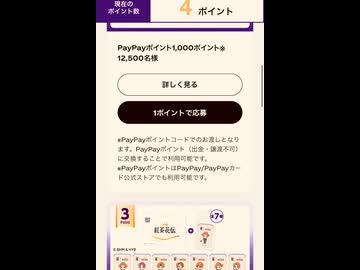 現在の
ポイント数
4 ポイント
PayPayポイント1,000ポイント※
12,500名様
詳しく見る
1ポイントで応募
※PayPayポイントコードでのお渡しとなり
ます。PayPayポイント（出金・譲渡不可）
に交換することで利用可能です。
※PayPayポイントはPayPay/PayPayカー
ド公式ストアでも利用可能です。
3
Point
紅茶花伝
+
全7種